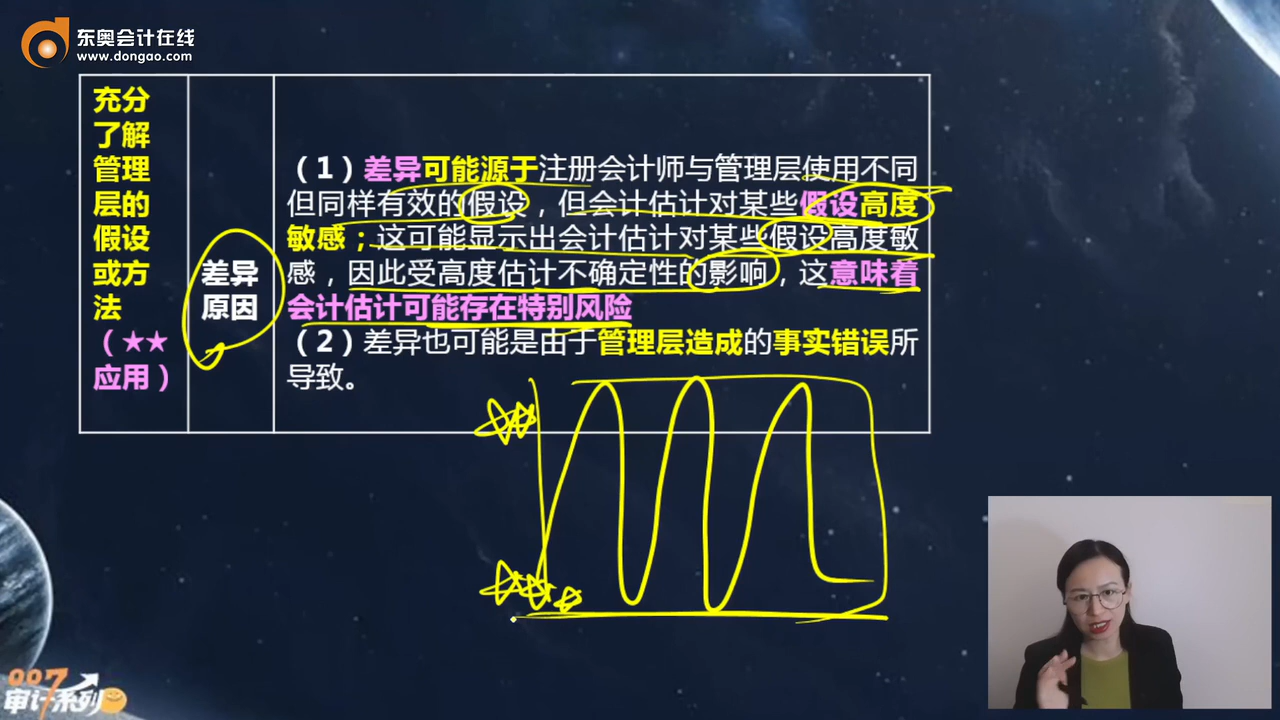 东奥会计在线
www.dongao.com
充分
了解
管理
层的
假设
或方
法
（★★
应用）
差异
原因
（1）差异可能源于注册会计师与管理层使用不同
但同样有效的假设，但会计估计对某些假设高度
敏感；这可能显示出会计估计对某些假设高度敏
感，因此受高度估计不确定性的影响，这意味着
会计估计可能存在特别风险
（2）差异也可能是由于管理层造成的事实错误所
导致。
007
审计系列